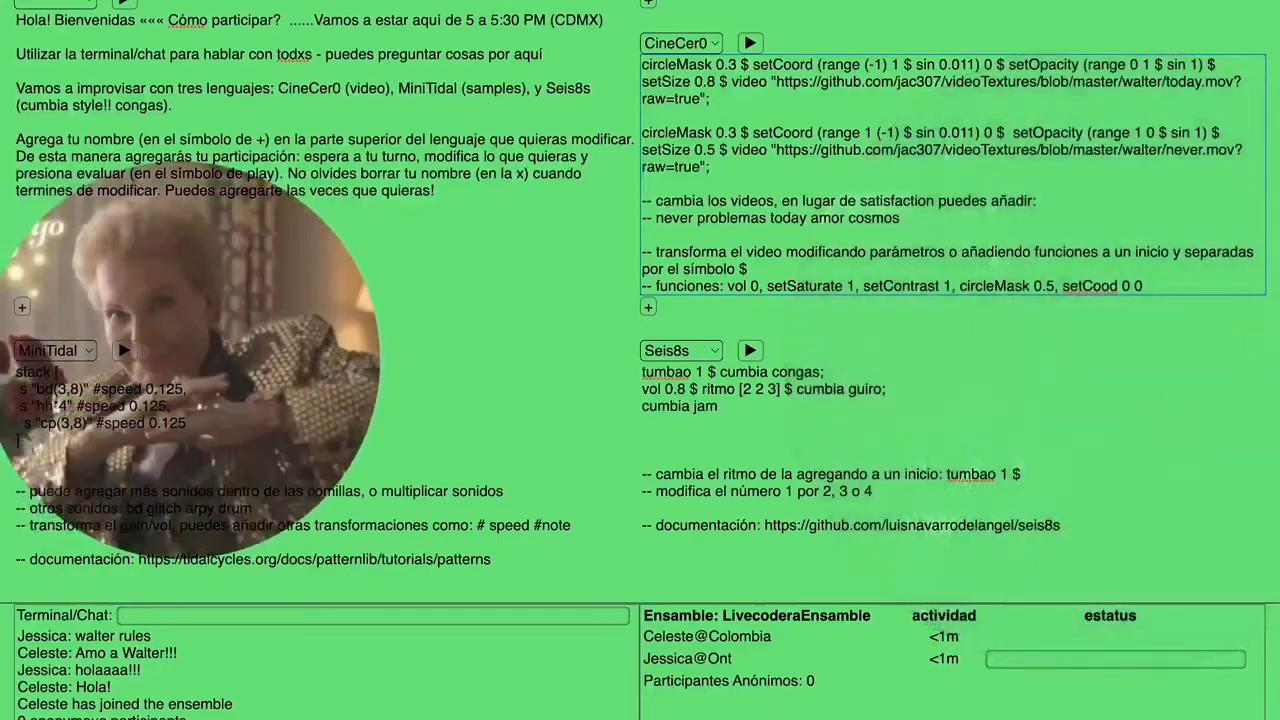 Hola! Bienvenidas ««« Cómo participar?  ......Vamos a estar aquí de 5 a 5:30 PM (CDMX)
Utilizar la terminal/chat para hablar con todxs - puedes preguntar cosas por aquí
Vamos a improvisar con tres lenguajes: CineCer0 (video), MiniTidal (samples), y Seis8s
(cumbia style!! congas).
Agrega tu nombre (en el símbolo de +) en la parte superior del lenguaje que quieras modificar.
De esta manera agregarás tu participación: espera a tu turno, modifica lo que quieras y
presiona evaluar (en el símbolo de play). No olvides borrar tu nombre (en la x) cuando
termines de modificar. Puedes agregarte las veces que quieras!
yo
+
MiniTidal
stack [
s "bd(3,8)" #speed 0.125,
s "hh*4" #speed 0.125,
s "cp(3,8)" #speed 0.125
]
-- puede agregar más sonidos dentro de las comillas, o multiplicar sonidos
-- otros sonidos: bd glitch arpy drum
-- transforma el gain/vol, puedes añadir otras transformaciones como: # speed #note
-- documentación: https://tidalcycles.org/docs/patternlib/tutorials/patterns
CineCer0
circleMask 0.3 $ setCoord (range (-1) 1 $ sin 0.011) 0 $ setOpacity (range 0 1 $ sin 1) $
setSize 0.8 $ video "https://github.com/jac307/videoTextures/blob/master/walter/today.mov?
raw=true";
circleMask 0.3 $ setCoord (range 1 (-1) $ sin 0.011) 0 $  setOpacity (range 1 0 $ sin 1) $
setSize 0.5 $ video "https://github.com/jac307/videoTextures/blob/master/walter/never.mov?
raw=true";
-- cambia los videos, en lugar de satisfaction puedes añadir:
-- never problemas today amor cosmos
-- transforma el video modificando parámetros o añadiendo funciones a un inicio y separadas
por el símbolo $
-- funciones: vol 0, setSaturate 1, setContrast 1, circleMask 0.5, setCood 0 0
+
Seis8s
tumbao 1 $ cumbia congas;
vol 0.8 $ ritmo [2 2 3] $ cumbia guiro;
cumbia jam
-- cambia el ritmo de la agregando a un inicio: tumbao 1 $
-- modifica el número 1 por 2, 3 o 4
-- documentación: https://github.com/luisnavarrodelangel/seis8s
Terminal/Chat:
Jessica: walter rules
Celeste: Amo a Walter!!!
Jessica: holaaaa!!!
Celeste: Hola!
Celeste has joined the ensemble
0 anonymous participants
Ensamble: LivecoderaEnsamble actividad estatus
Celeste@Colombia <1m
Jessica@Ont <1m
Participantes Anónimos: 0